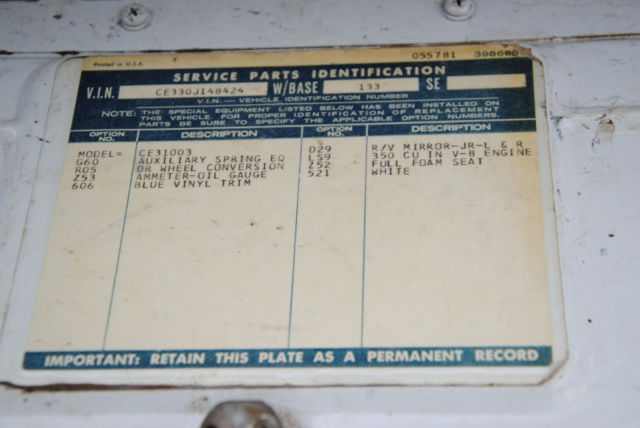 Printed in U.S.A. 055781
SERVICE PARTS IDENTIFICATION
V.I.N. CE330J148424 W/BASE 133 SE
V.I.N. — VEHICLE IDENTIFICATION NUMBER
NOTE: THE SPECIAL EQUIPMENT LISTED BELOW HAS BEEN INSTALLED ON
THIS VEHICLE. FOR PROPER IDENTIFICATION OF REPLACEMENT
PARTS BE SURE TO SPECIFY THE APPLICABLE OPTION NUMBERS.
OPTION NO. DESCRIPTION OPTION NO. DESCRIPTION
MODEL= CE31003 D29 R/V MIRROR-JR-L & R
G60 AUXILIARY SPRING EQ LS9 350 CU IN V-8 ENGINE
R05 DR WHEEL CONVERSION Z52 FULL FOAM SEAT
Z53 AMMETER-OIL GAUGE 521 WHITE
606 BLUE VINYL TRIM
IMPORTANT: RETAIN THIS PLATE AS A PERMANENT RECORD